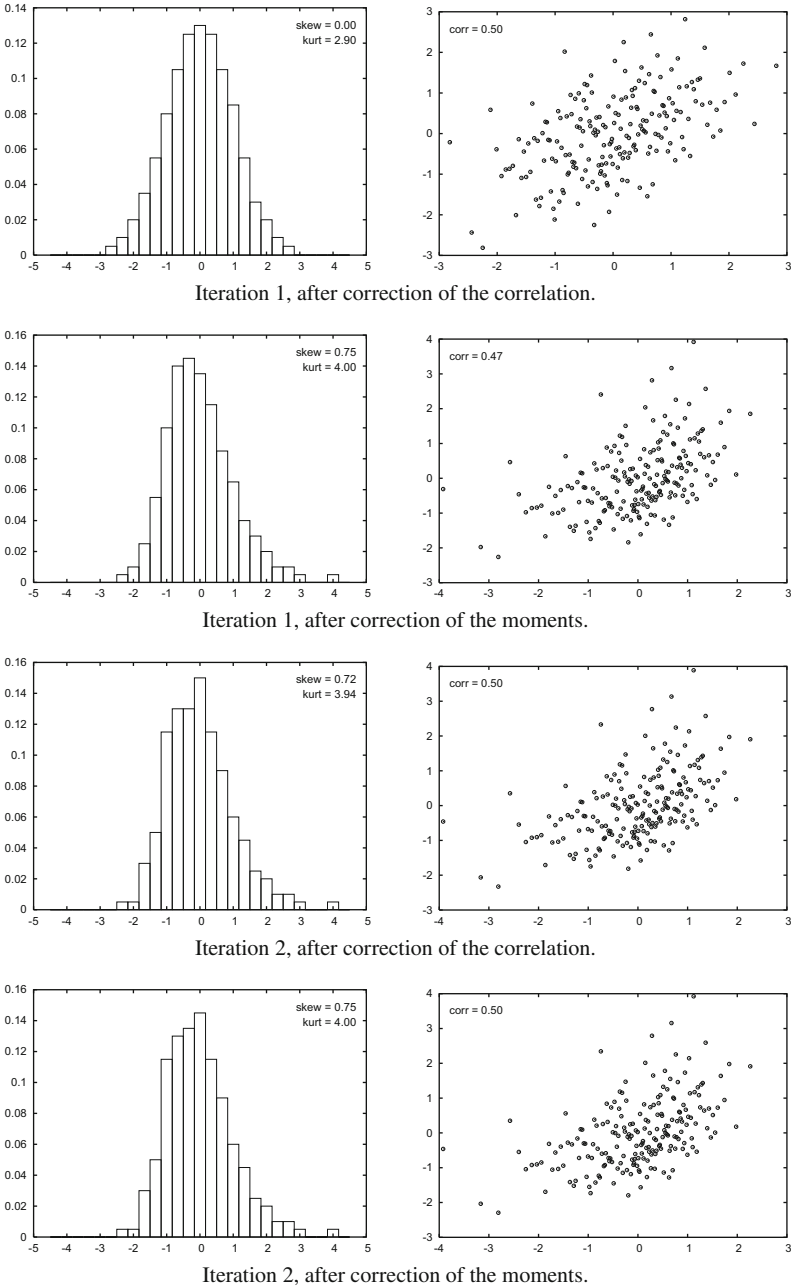 0.14
0.12
0.1
0.08
0.06
0.04
0.02
0
-5 -4 -3 -2 -1 0 1 2 3 4 5
skew = 0.00
kurt = 2.90
3
2
1
0
-1
-2
-3
-3 -2 -1 0 1 2 3
corr = 0.50
Iteration 1, after correction of the correlation.
0.16
0.14
0.12
0.1
0.08
0.06
0.04
0.02
0
-5 -4 -3 -2 -1 0 1 2 3 4 5
skew = 0.75
kurt = 4.00
4
3
2
1
0
-1
-2
-3
-4 -3 -2 -1 0 1 2 3
corr = 0.47
Iteration 1, after correction of the moments.
0.16
0.14
0.12
0.1
0.08
0.06
0.04
0.02
0
-5 -4 -3 -2 -1 0 1 2 3 4 5
skew = 0.72
kurt = 3.94
4
3
2
1
0
-1
-2
-3
-4 -3 -2 -1 0 1 2 3
corr = 0.50
Iteration 2, after correction of the correlation.
0.16
0.14
0.12
0.1
0.08
0.06
0.04
0.02
0
-5 -4 -3 -2 -1 0 1 2 3 4 5
skew = 0.75
kurt = 4.00
4
3
2
1
0
-1
-2
-3
-4 -3 -2 -1 0 1 2 3
corr = 0.50
Iteration 2, after correction of the moments.